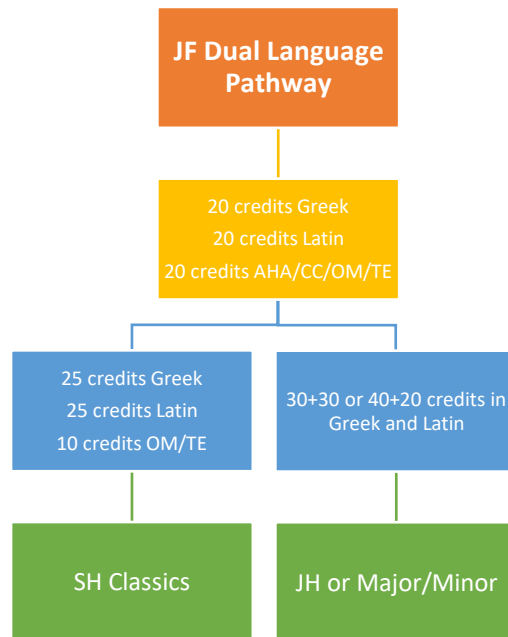 JF Dual Language
Pathway
20 credits Greek
20 credits Latin
20 credits AHA/CC/OM/TE
25 credits Greek
25 credits Latin
10 credits OM/TE
30+30 or 40+20 credits in
Greek and Latin
SH Classics
JH or Major/Minor